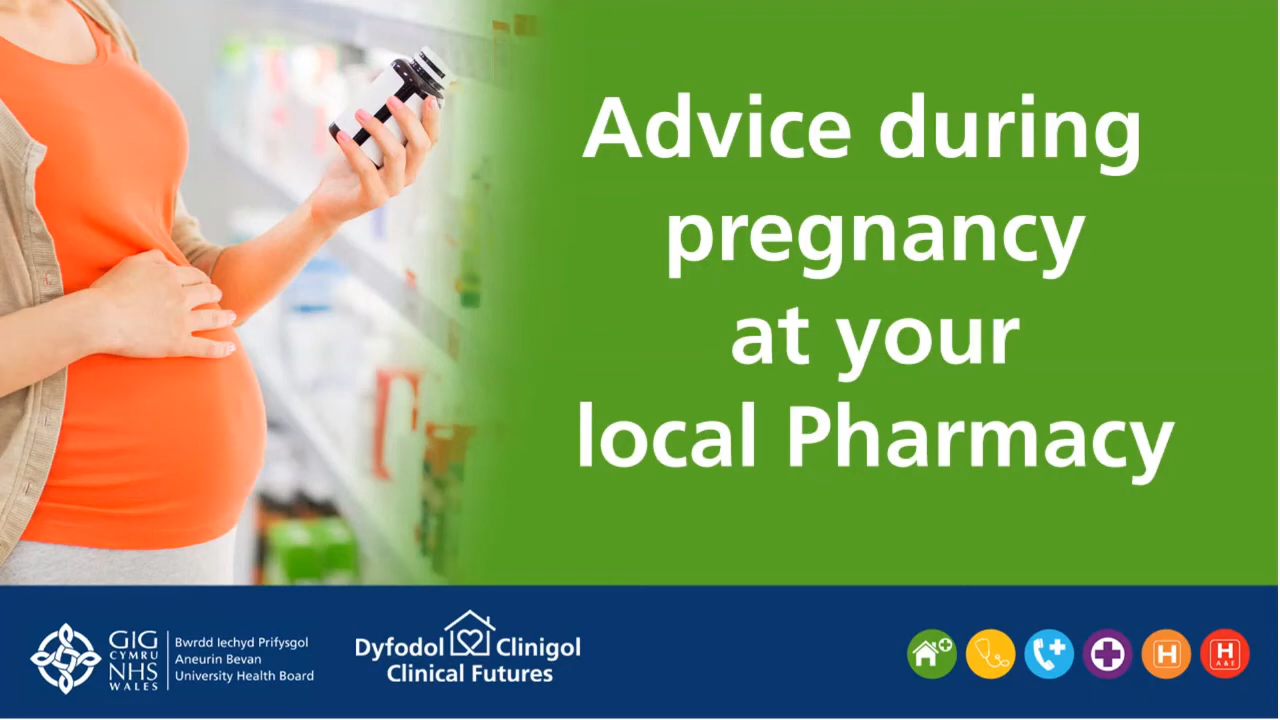 Advice during
pregnancy
at your
local Pharmacy
GIG
CYMRU
NHS
WALES
Bwrdd Iechyd Prifysgol
Aneurin Bevan
University Health Board
Dyfodol Clinigol
Clinical Futures
H
H
A&E